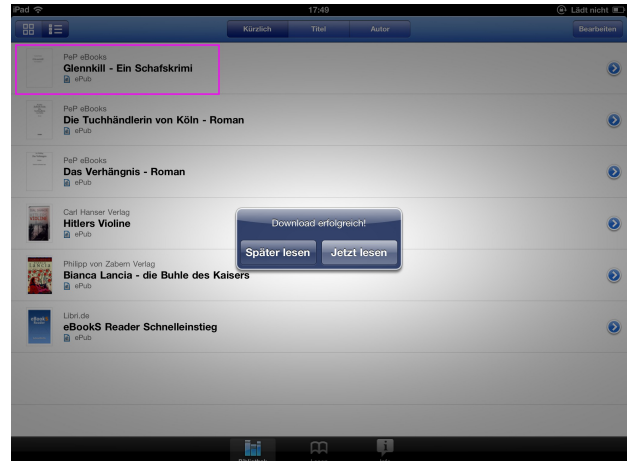 iPad 17:49 Lädt nicht
Kürzlich Titel Autor Bearbeiten
PeP eBooks
Glennkill - Ein Schafskrimi
ePub
PeP eBooks
Die Tuchhändlerin von Köln - Roman
ePub
PeP eBooks
Das Verhängnis - Roman
ePub
Carl Hanser Verlag
Hitlers Violine
ePub
Download erfolgreich!
Später lesen Jetzt lesen
Philipp von Zabern Verlag
Bianca Lancia - die Buhle des Kaisers
ePub
Libri.de
eBookS Reader Schnelleinstieg
ePub